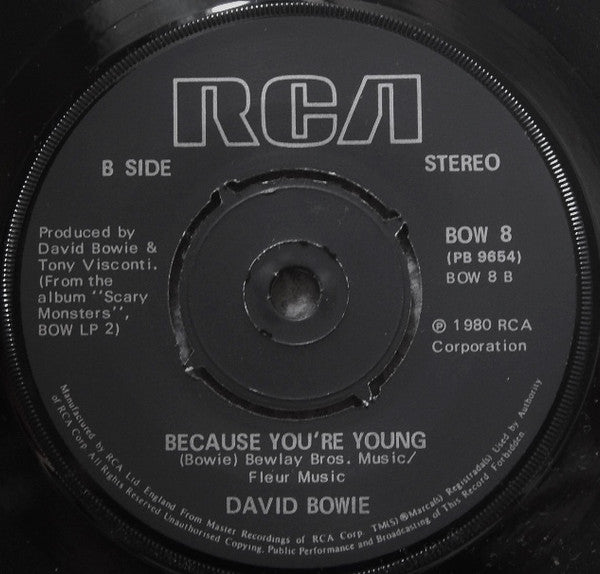 RCA
B SIDE
STEREO
Produced by
David Bowie &
Tony Visconti.
(From the
album "Scary
Monsters",
BOW LP 2)
BOW 8
(PB 9654)
BOW 8 B
℗ 1980 RCA
Corporation
BECAUSE YOU'RE YOUNG
(Bowie) Bewlay Bros. Music/
Fleur Music
DAVID BOWIE
Manufactured by RCA Ltd. England From Master Recordings of RCA Corp. TM(S)®Marca(s) Registrada(s) Used by Authority
of RCA Corp. All Rights Reserved Unauthorised Copying, Public Performance and Broadcasting of This Record Forbidden